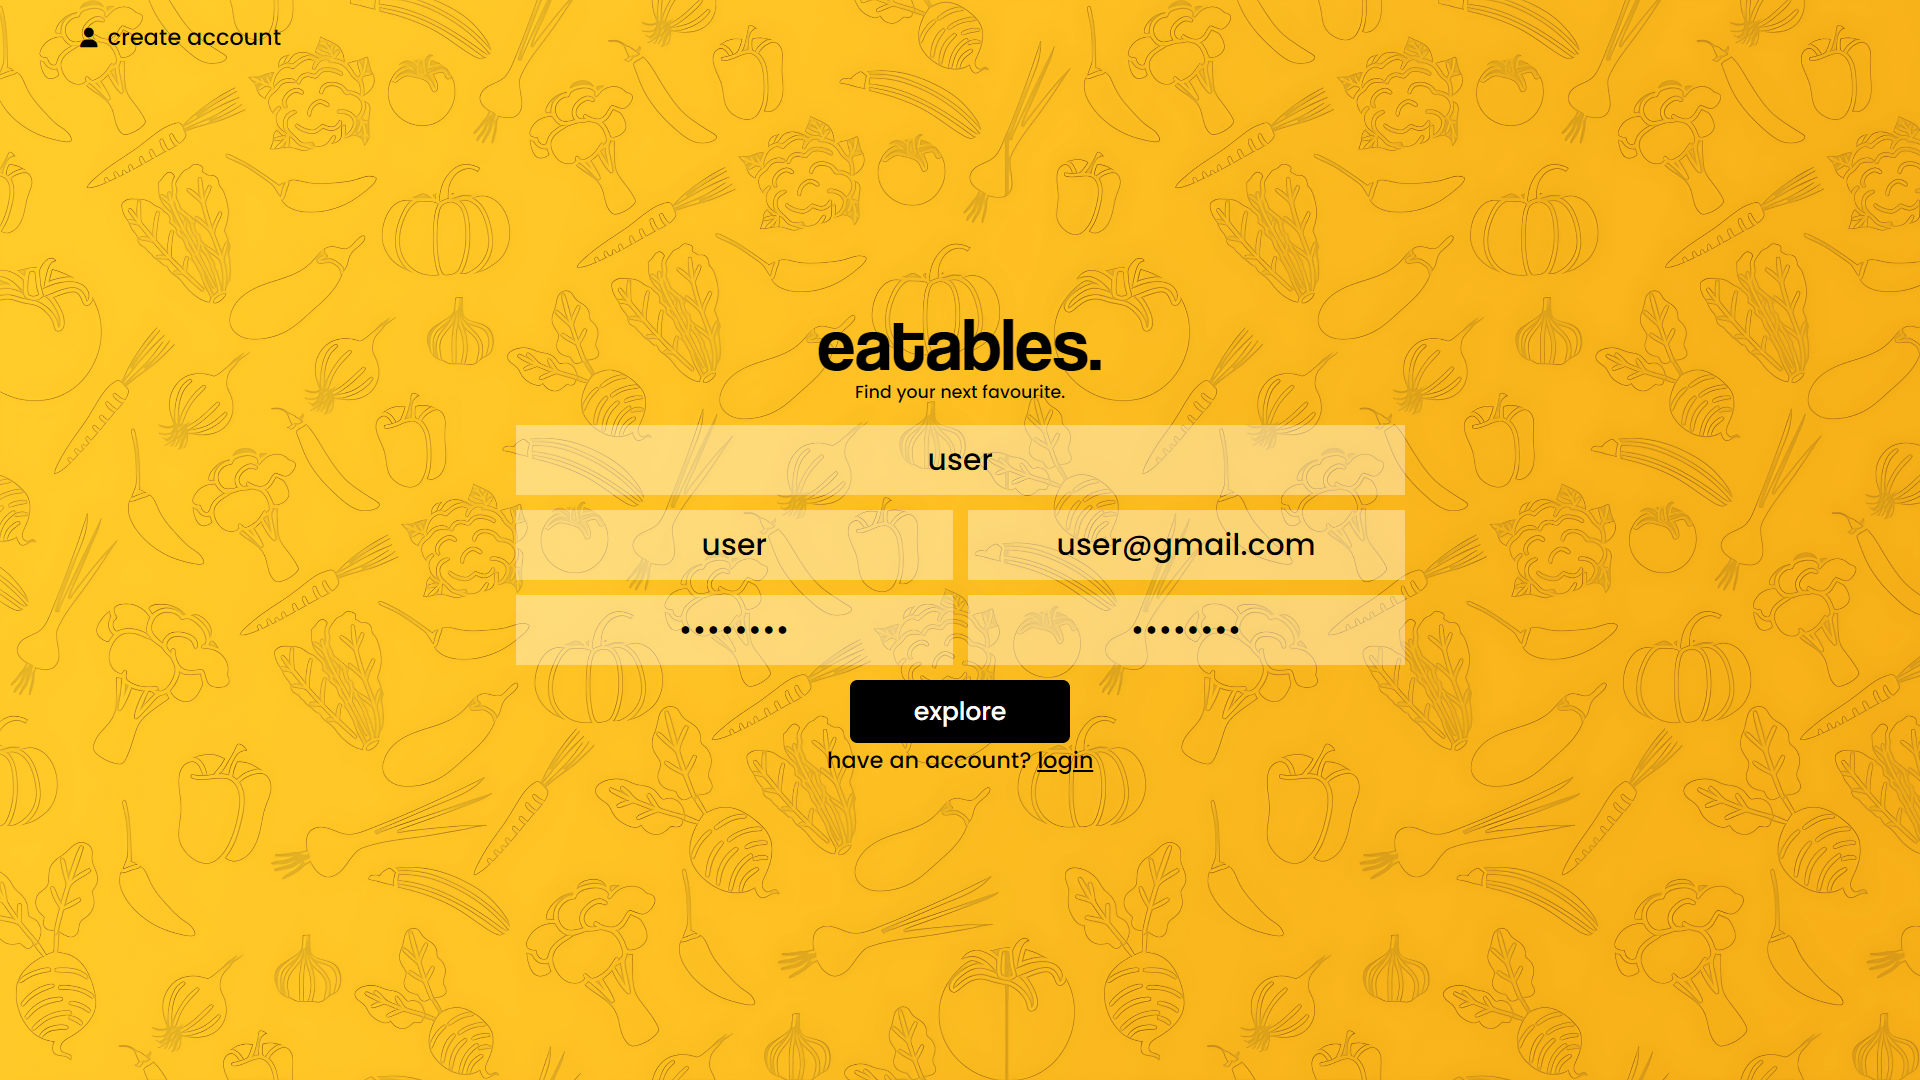 create account
eatables.
Find your next favourite.
user
user user@gmail.com
•••••••• ••••••••
explore
have an account? login